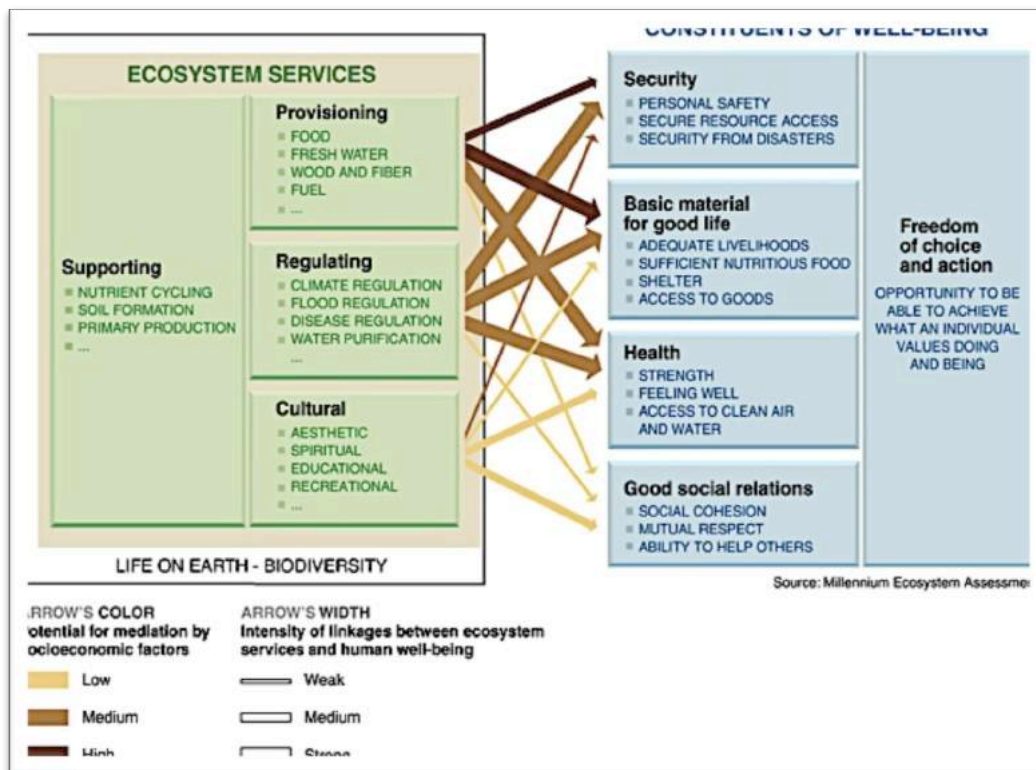 CONSTITUENTS OF WELL-BEING
ECOSYSTEM SERVICES
Supporting
NUTRIENT CYCLING
SOIL FORMATION
PRIMARY PRODUCTION
...
Provisioning
FOOD
FRESH WATER
WOOD AND FIBER
FUEL
...
Regulating
CLIMATE REGULATION
FLOOD REGULATION
DISEASE REGULATION
WATER PURIFICATION
...
Cultural
AESTHETIC
SPIRITUAL
EDUCATIONAL
RECREATIONAL
...
LIFE ON EARTH - BIODIVERSITY
Security
PERSONAL SAFETY
SECURE RESOURCE ACCESS
SECURITY FROM DISASTERS
Basic material
for good life
ADEQUATE LIVELIHOODS
SUFFICIENT NUTRITIOUS FOOD
SHELTER
ACCESS TO GOODS
Health
STRENGTH
FEELING WELL
ACCESS TO CLEAN AIR
AND WATER
Good social relations
SOCIAL COHESION
MUTUAL RESPECT
ABILITY TO HELP OTHERS
Freedom
of choice
and action
OPPORTUNITY TO BE
ABLE TO ACHIEVE
WHAT AN INDIVIDUAL
VALUES DOING
AND BEING
Source: Millennium Ecosystem Assessme
RROW'S COLOR
otential for mediation by
ocioeconomic factors
Low
Medium
High
ARROW'S WIDTH
Intensity of linkages between ecosystem
services and human well-being
Weak
Medium
Strong